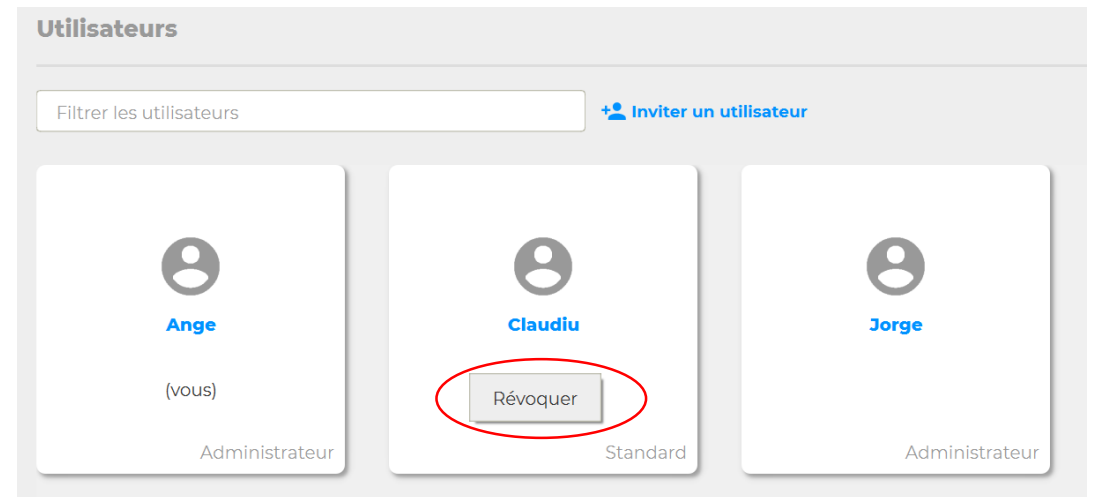 Utilisateurs
Filtrer les utilisateurs
Inviter un utilisateur
Ange
Claudiu
Jorge
(vous)
Révoquer
Administrateur
Standard
Administrateur